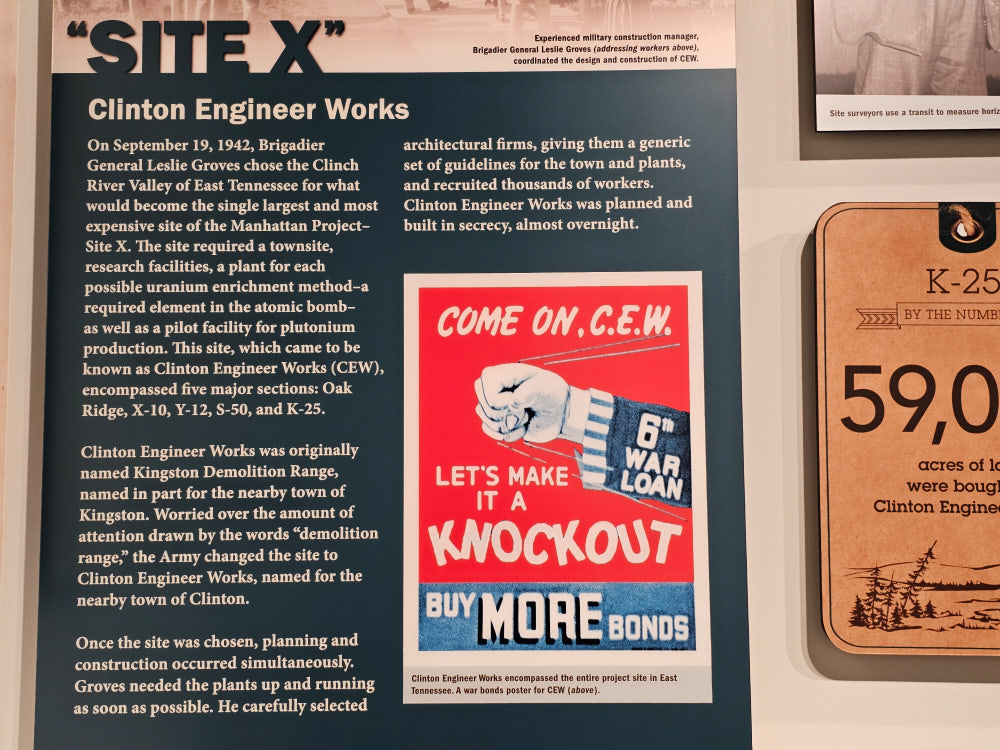 "SITE X"
Experienced military construction manager,
Brigadier General Leslie Groves (addressing workers above),
coordinated the design and construction of CEW.
Clinton Engineer Works
On September 19, 1942, Brigadier
General Leslie Groves chose the Clinch
River Valley of East Tennessee for what
would become the single largest and most
expensive site of the Manhattan Project–
Site X. The site required a townsite,
research facilities, a plant for each
possible uranium enrichment method–a
required element in the atomic bomb–
as well as a pilot facility for plutonium
production. This site, which came to be
known as Clinton Engineer Works (CEW),
encompassed five major sections: Oak
Ridge, X-10, Y-12, S-50, and K-25.
Clinton Engineer Works was originally
named Kingston Demolition Range,
named in part for the nearby town of
Kingston. Worried over the amount of
attention drawn by the words "demolition
range," the Army changed the site to
Clinton Engineer Works, named for the
nearby town of Clinton.
Once the site was chosen, planning and
construction occurred simultaneously.
Groves needed the plants up and running
as soon as possible. He carefully selected
architectural firms, giving them a generic
set of guidelines for the town and plants,
and recruited thousands of workers.
Clinton Engineer Works was planned and
built in secrecy, almost overnight.
COME ON, C.E.W.
6th
WAR
LOAN
LET'S MAKE
IT A
KNOCKOUT
BUY MORE BONDS
Clinton Engineer Works encompassed the entire project site in East
Tennessee. A war bonds poster for CEW (above).
Site surveyors use a transit to measure
K-25
BY THE
59,0
acres of
were
Clinton